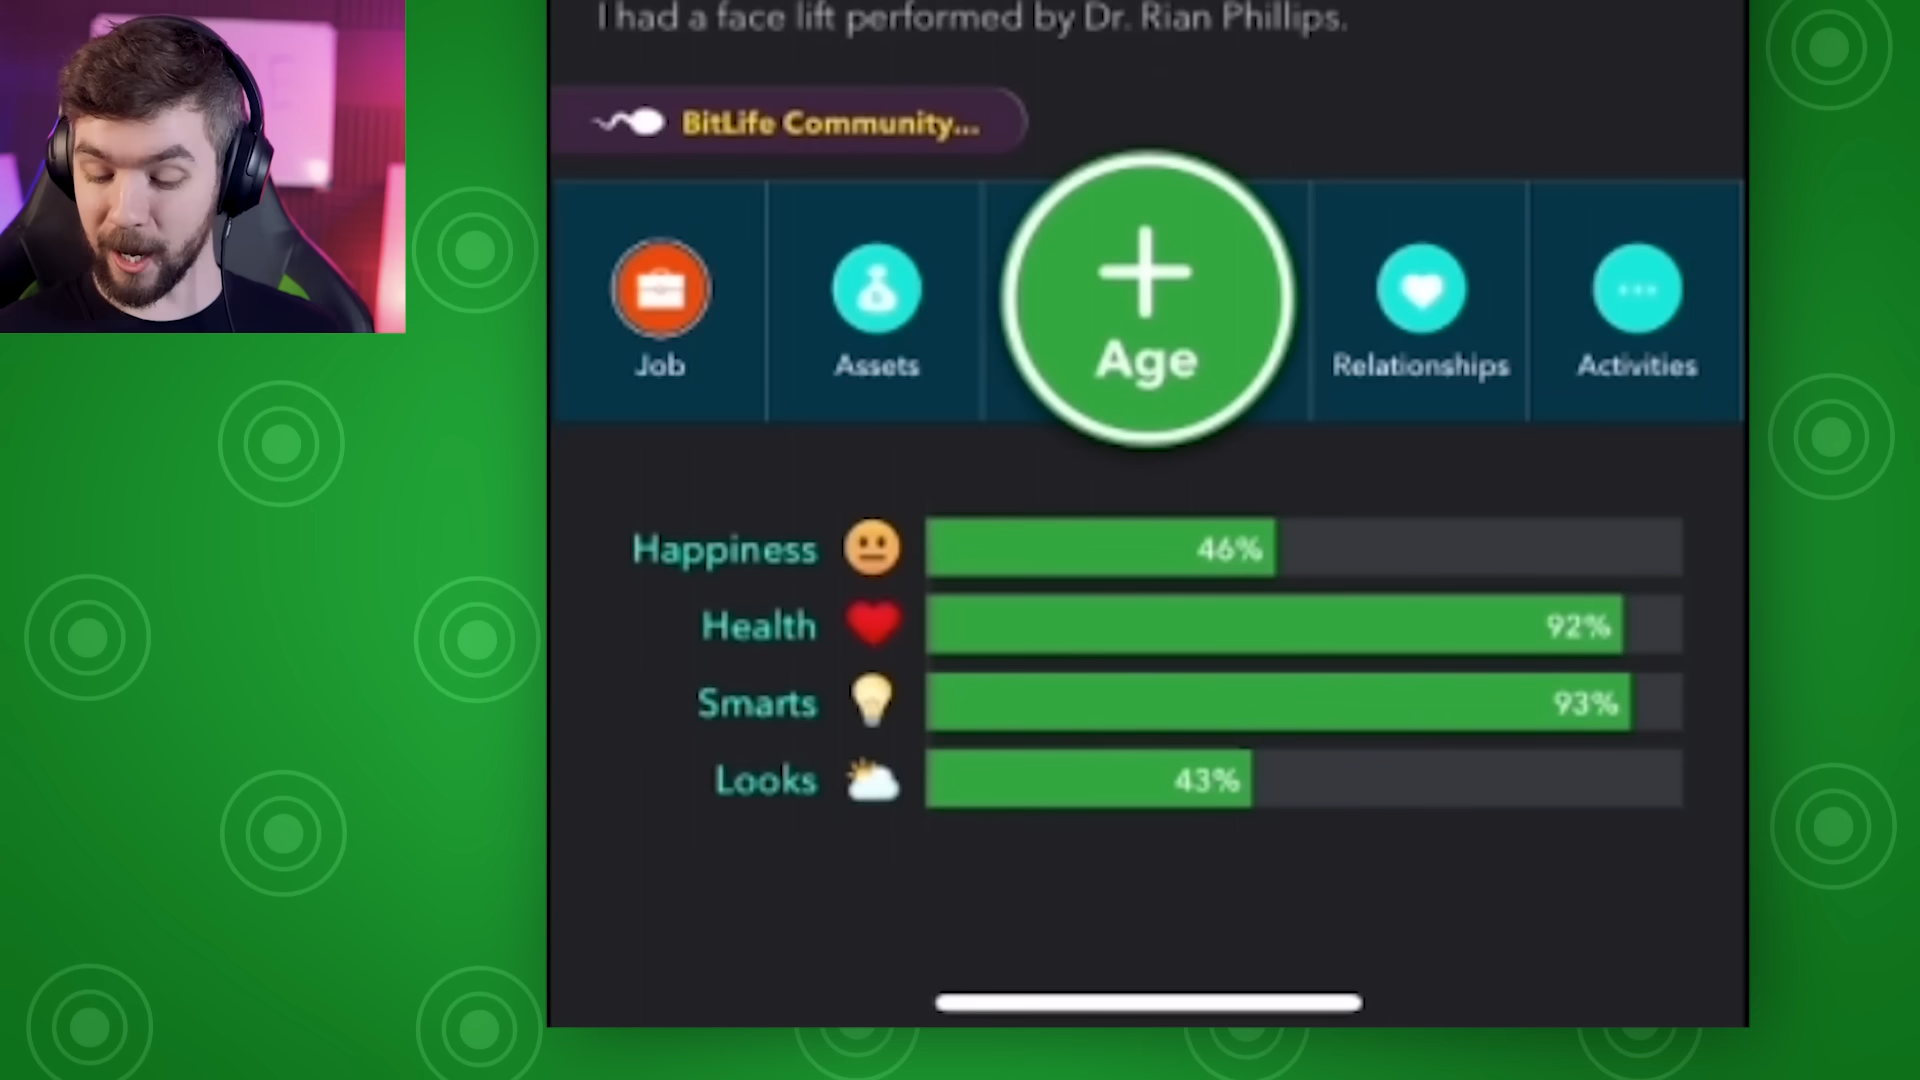 I had a face lift performed by Dr. Rian Phillips.
BitLife Community...
Job
Assets
Age
Relationships
Activities
Happiness 46%
Health 92%
Smarts 93%
Looks 43%